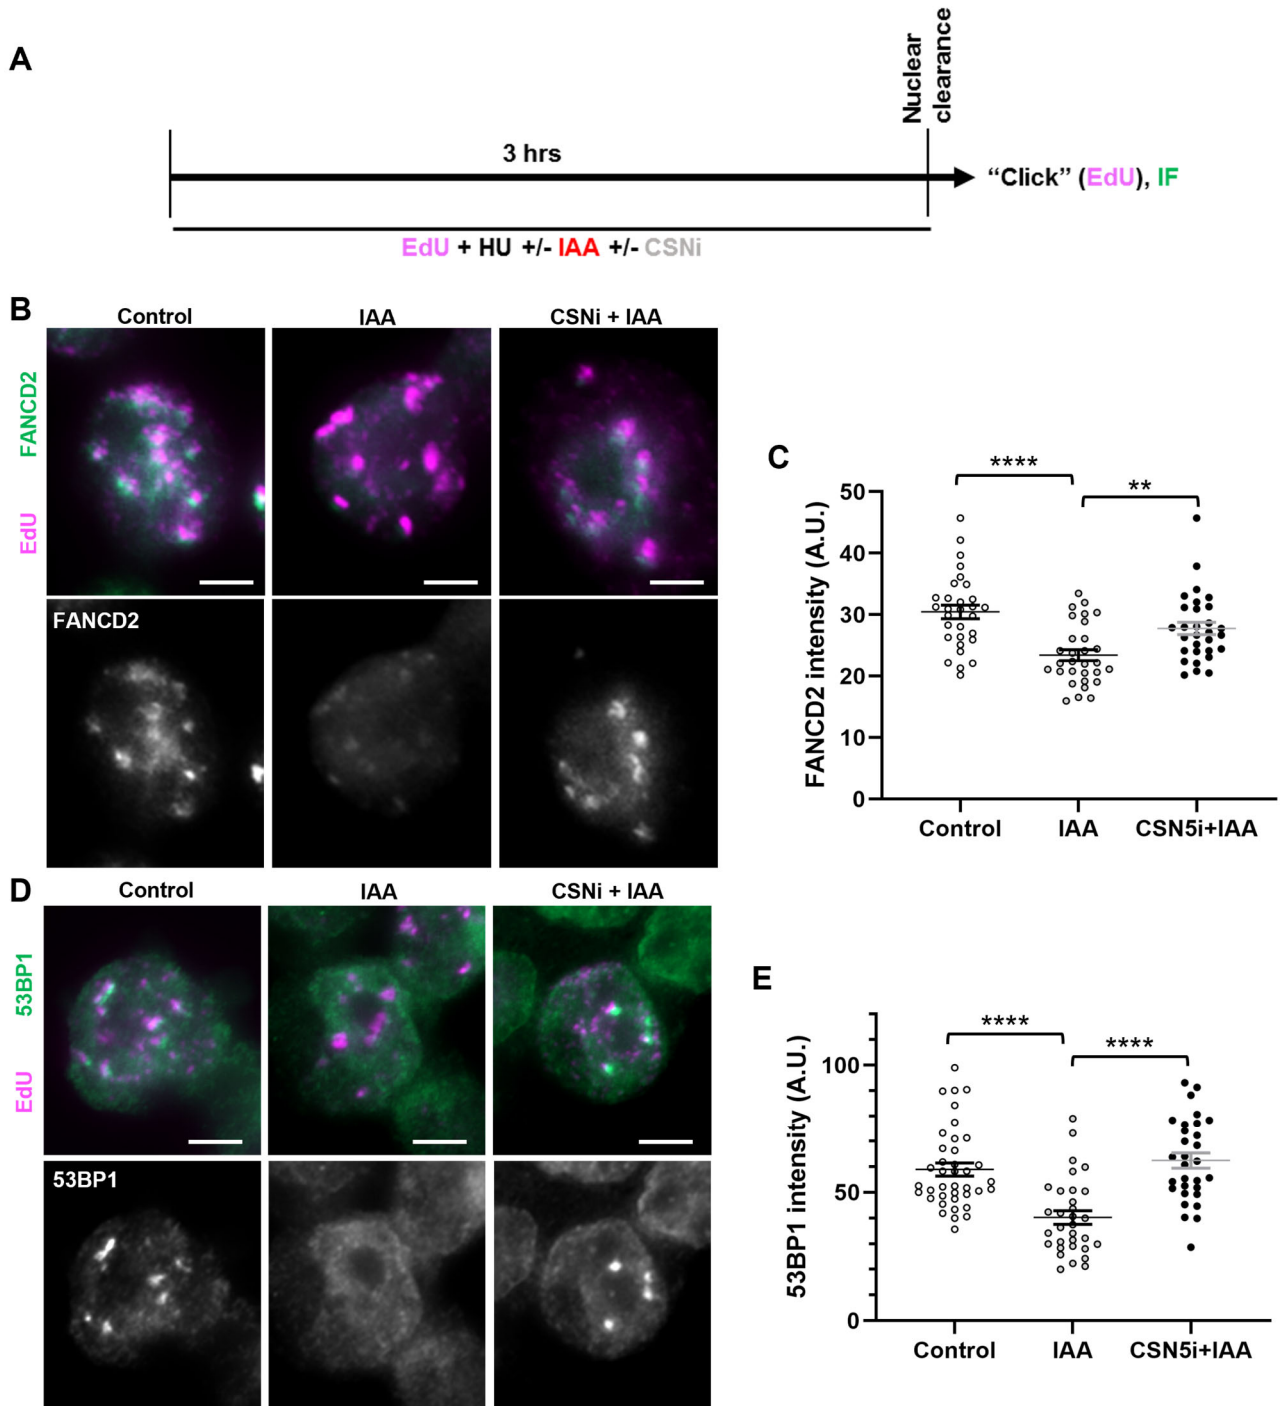 A
Nuclear
clearance
3 hrs
“Click” (EdU), IF
EdU + HU +/- IAA +/- CSNi
B
Control
IAA
CSNi + IAA
EdU FANCD2
FANCD2
C
FANCD2 intensity (A.U.)
****
**
50
40
30
20
10
0
Control
IAA
CSN5i+IAA
D
Control
IAA
CSNi + IAA
EdU 53BP1
53BP1
E
53BP1 intensity (A.U.)
****
****
100
50
0
Control
IAA
CSN5i+IAA